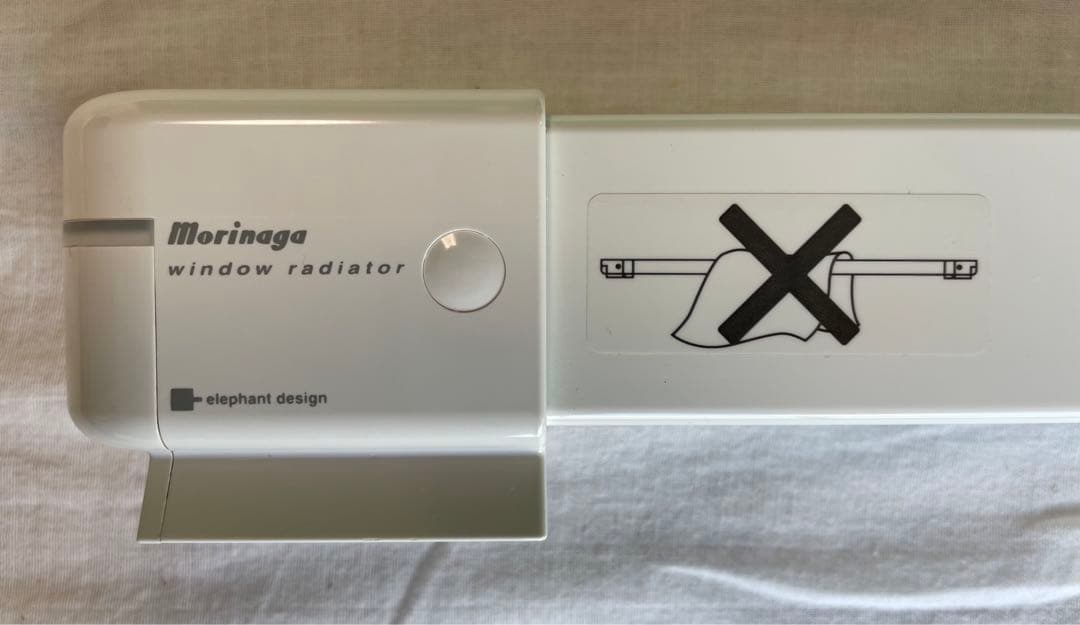 Morinaga
window radiator
elephant design